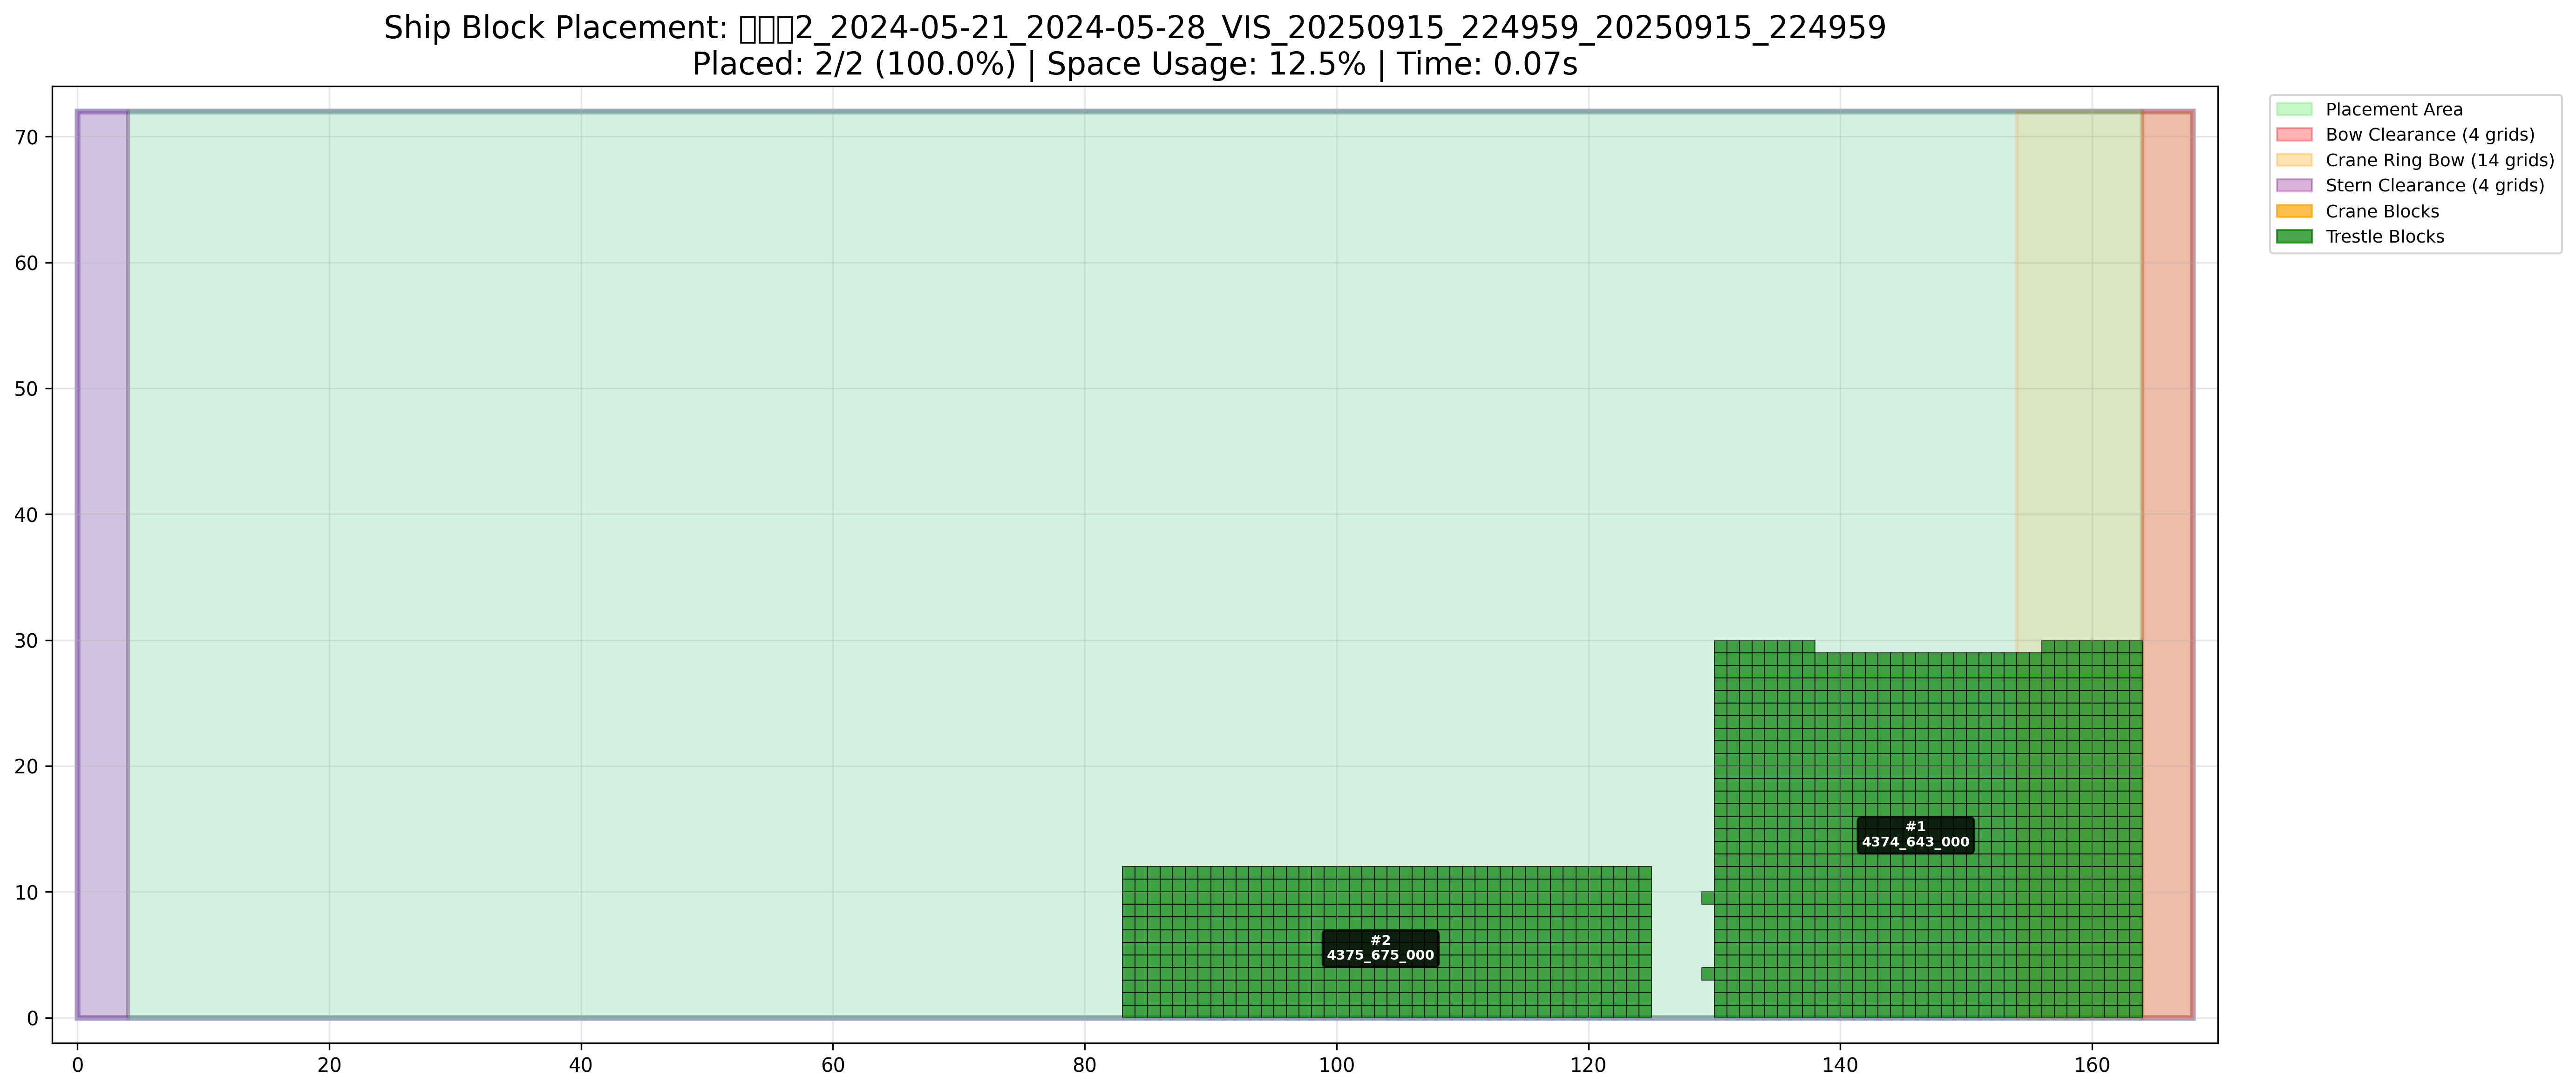 Ship Block Placement: 2_2024-05-21_2024-05-28_VIS_20250915_224959_20250915_224959
Placed: 2/2 (100.0%) | Space Usage: 12.5% | Time: 0.07s
Placement Area
Bow Clearance (4 grids)
Crane Ring Bow (14 grids)
Stern Clearance (4 grids)
Crane Blocks
Trestle Blocks
70
60
50
40
30
20
10
0
#1
4374_643_000
#2
4375_675_000
0 20 40 60 80 100 120 140 160